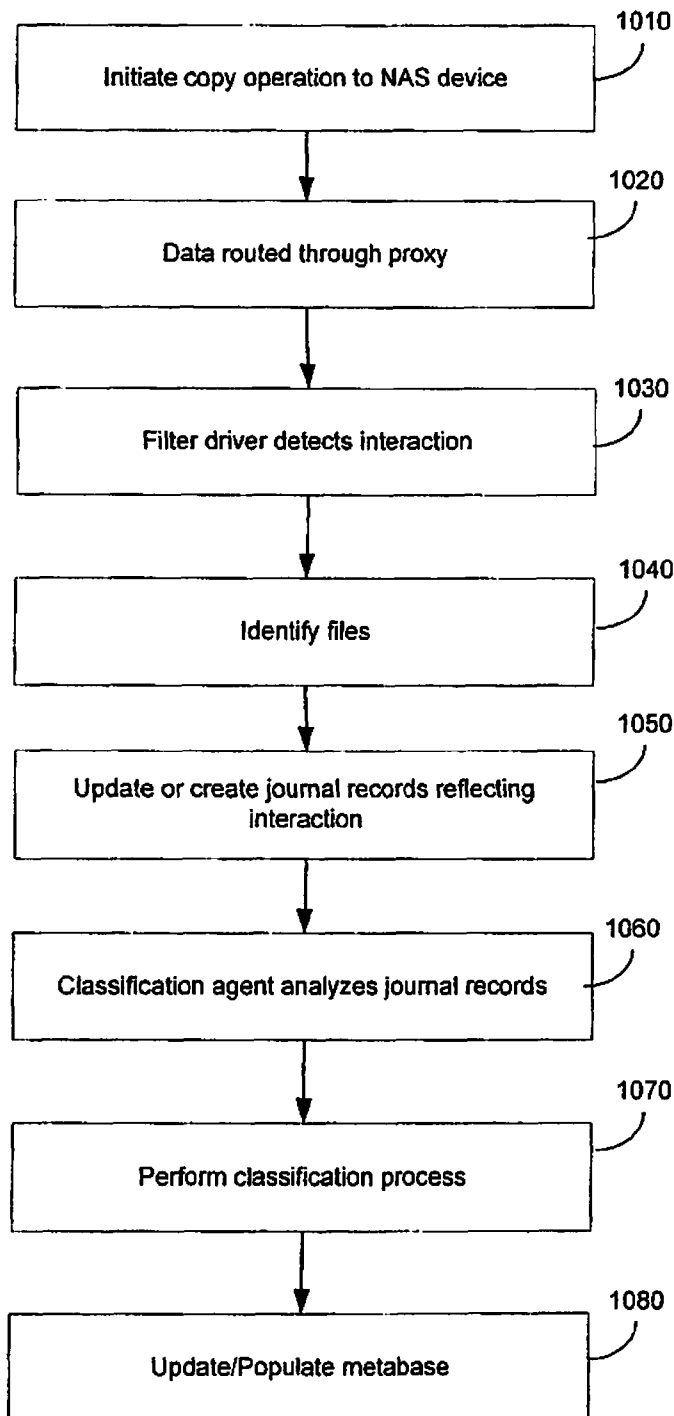 1010
Initiate copy operation to NAS device
1020
Data routed through proxy
1030
Filter driver detects interaction
1040
Identify files
1050
Update or create journal records reflecting
interaction
1060
Classification agent analyzes journal records
1070
Perform classification process
1080
Update/Populate metabase